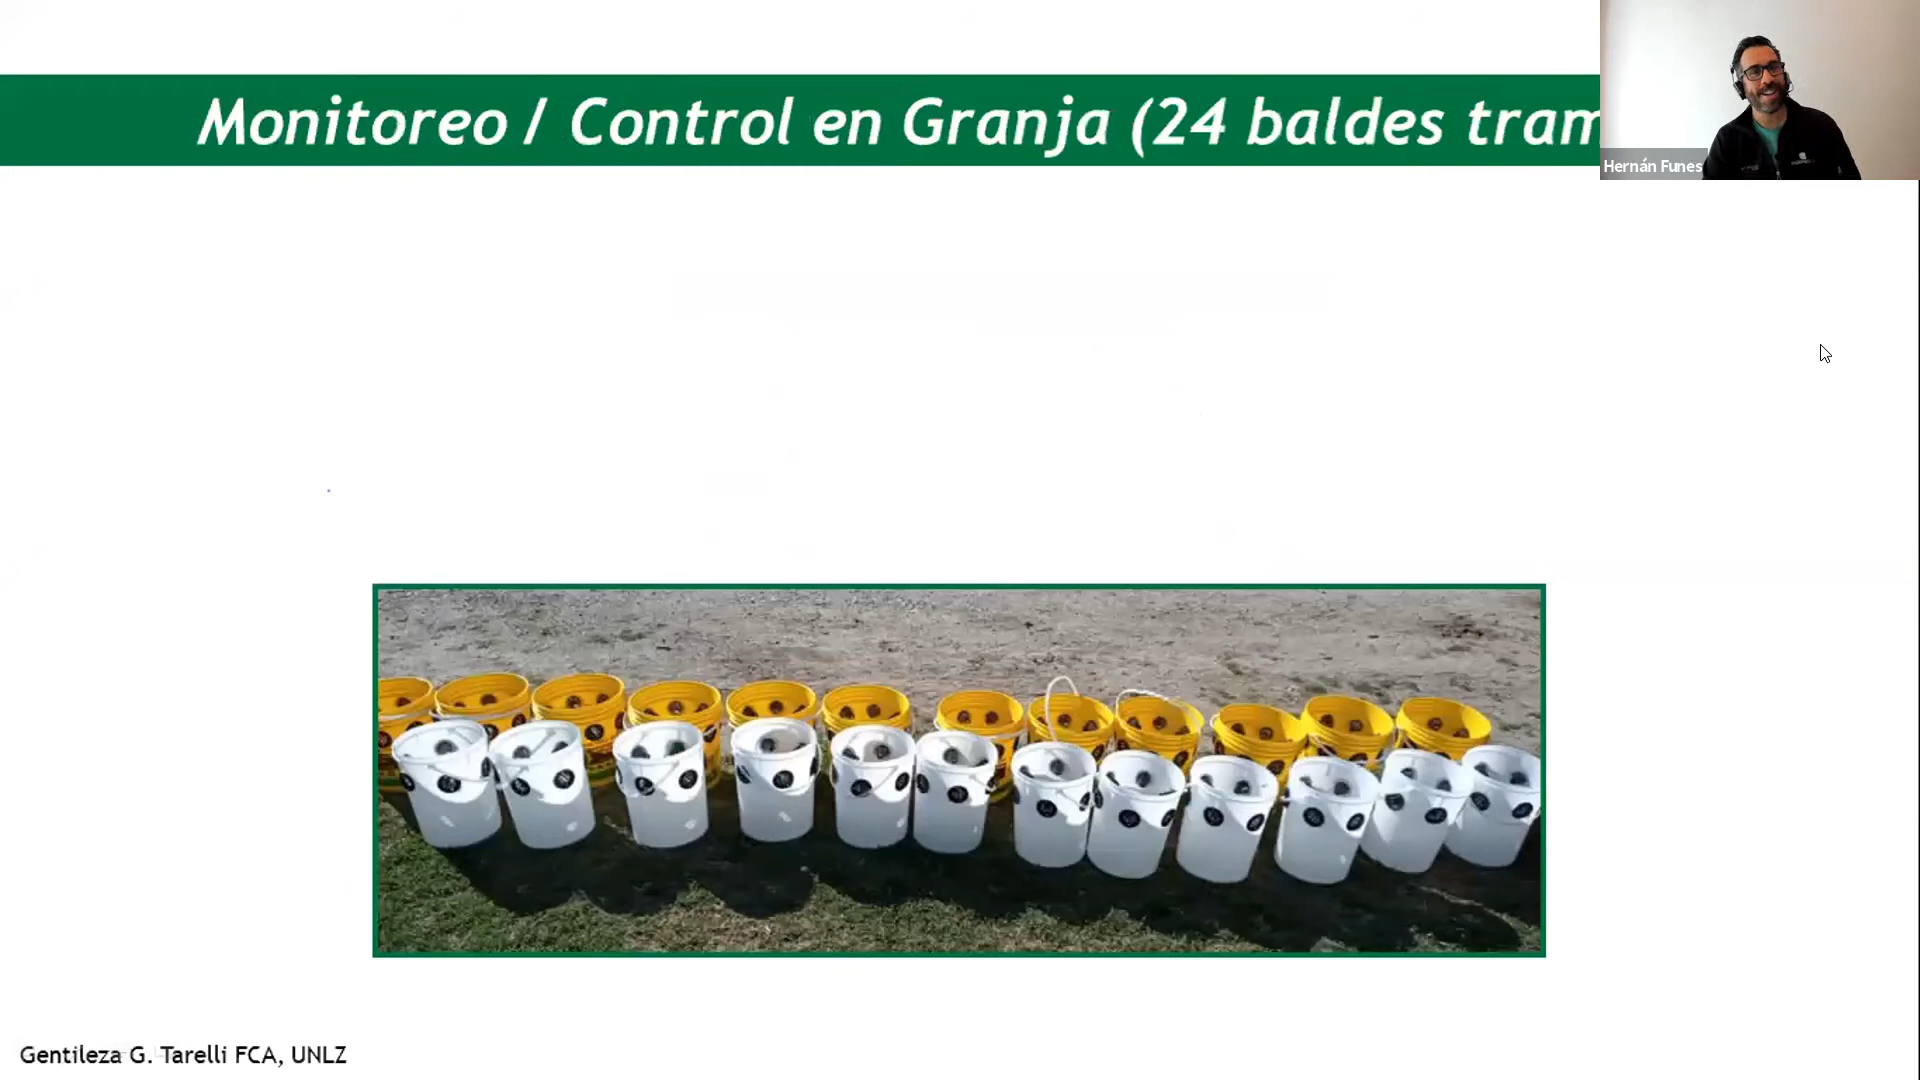 Monitoreo / Control en Granja (24 baldes tram
Hernán Funes
Gentileza G. Tarelli FCA, UNLZ